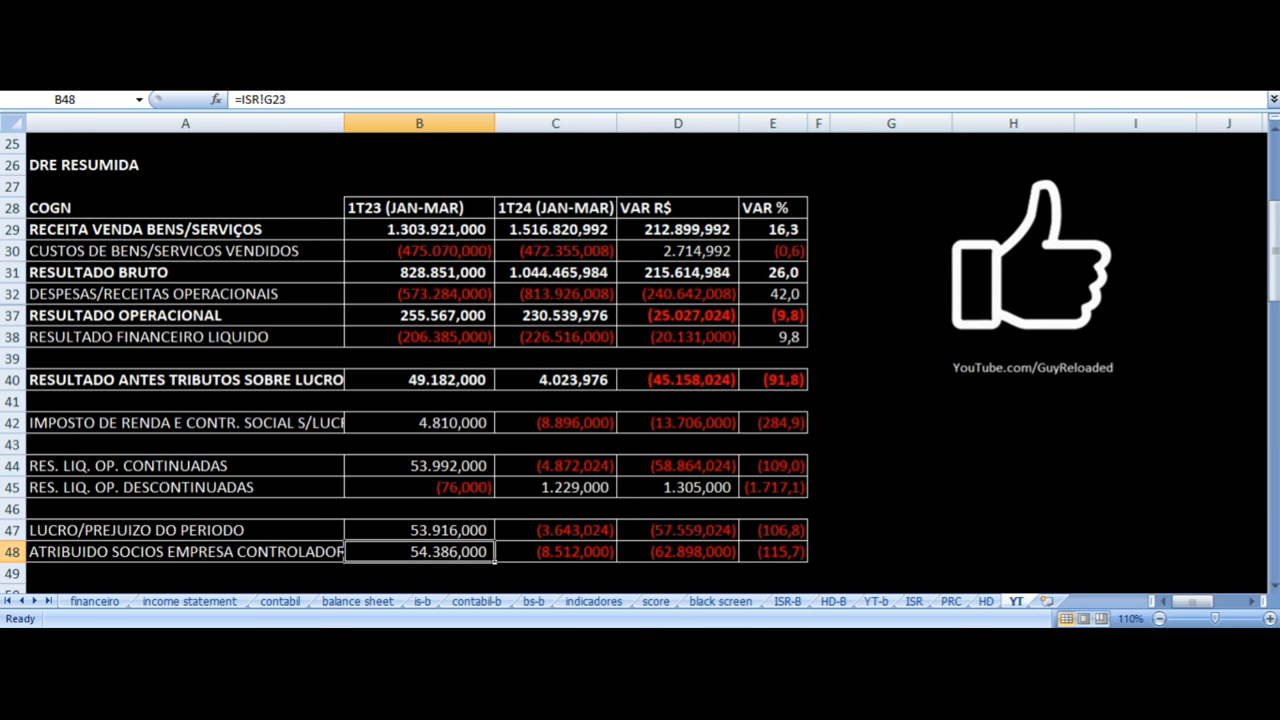 B48 fx =ISR!G23
A B C D E F G H I J
25
26 DRE RESUMIDA
27
28 COGN 1T23 (JAN-MAR) 1T24 (JAN-MAR) VAR R$ VAR %
29 RECEITA VENDA BENS/SERVIÇOS 1.303.921,000 1.516.820,992 212.899,992 16,3
30 CUSTOS DE BENS/SERVICOS VENDIDOS (475.070,000) (472.355,008) 2.714,992 (0,6)
31 RESULTADO BRUTO 828.851,000 1.044.465,984 215.614,984 26,0
32 DESPESAS/RECEITAS OPERACIONAIS (573.284,000) (813.926,008) (240.642,008) 42,0
37 RESULTADO OPERACIONAL 255.567,000 230.539,976 (25.027,024) (9,8)
38 RESULTADO FINANCEIRO LIQUIDO (206.385,000) (226.516,000) (20.131,000) 9,8
YouTube.com/GuyReloaded
39
40 RESULTADO ANTES TRIBUTOS SOBRE LUCRO 49.182,000 4.023,976 (45.158,024) (91,8)
41
42 IMPOSTO DE RENDA E CONTR. SOCIAL S/LUCR 4.810,000 (8.896,000) (13.706,000) (284,9)
43
44 RES. LIQ. OP. CONTINUADAS 53.992,000 (4.872,024) (58.864,024) (109,0)
45 RES. LIQ. OP. DESCONTINUADAS (76,000) 1.229,000 1.305,000 (1.717,1)
46
47 LUCRO/PREJUIZO DO PERIODO 53.916,000 (3.643,024) (57.559,024) (106,8)
48 ATRIBUIDO SOCIOS EMPRESA CONTROLADOR 54.386,000 (8.512,000) (62.898,000) (115,7)
49
financeiro income statement contabil balance sheet is-b contabil-b bs-b indicadores score black screen ISR-B HD-B YT-b ISR PRC HD YT
Ready 110%